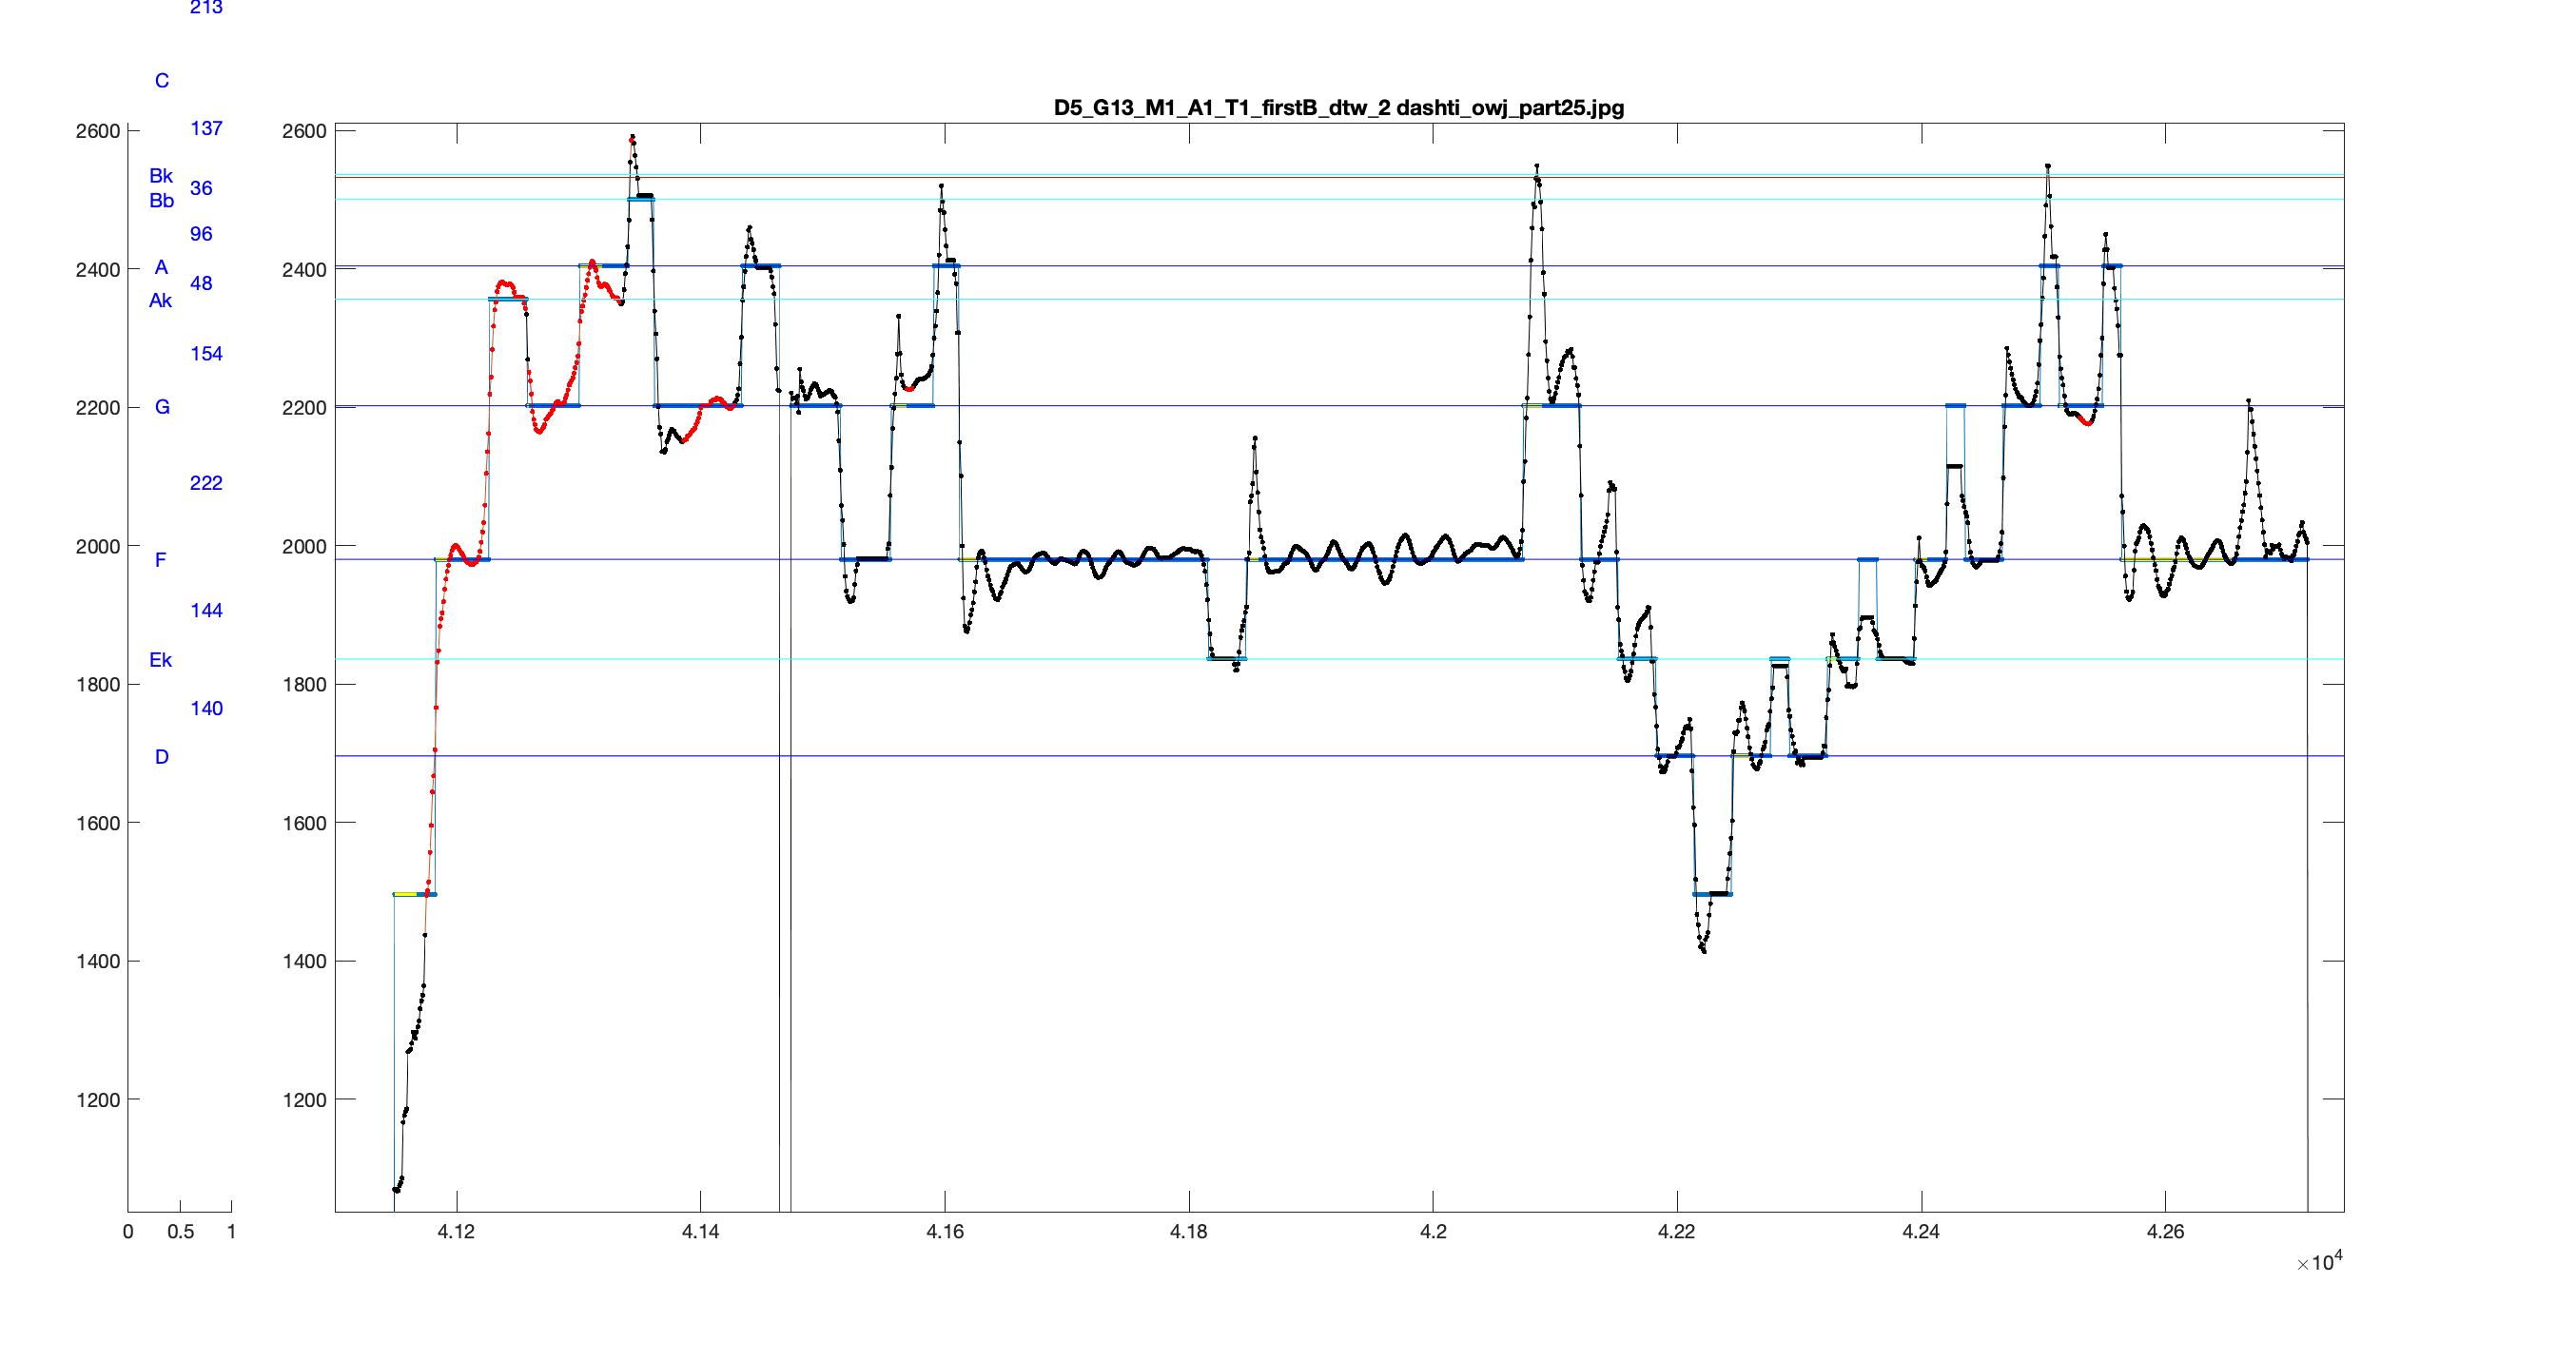 213
C
D5_G13_M1_A1_T1_firstB_dtw_2 dashti_owj_part25.jpg
2600 137 2600
Bk
36
Bb
96
2400 A 2400
48
Ak
154
2200 G 2200
222
2000 F 2000
144
Ek
1800 1800
140
D
1600 1600
1400 1400
1200 1200
0 0.5 1 4.12 4.14 4.16 4.18 4.2 4.22 4.24 4.26
×10⁴